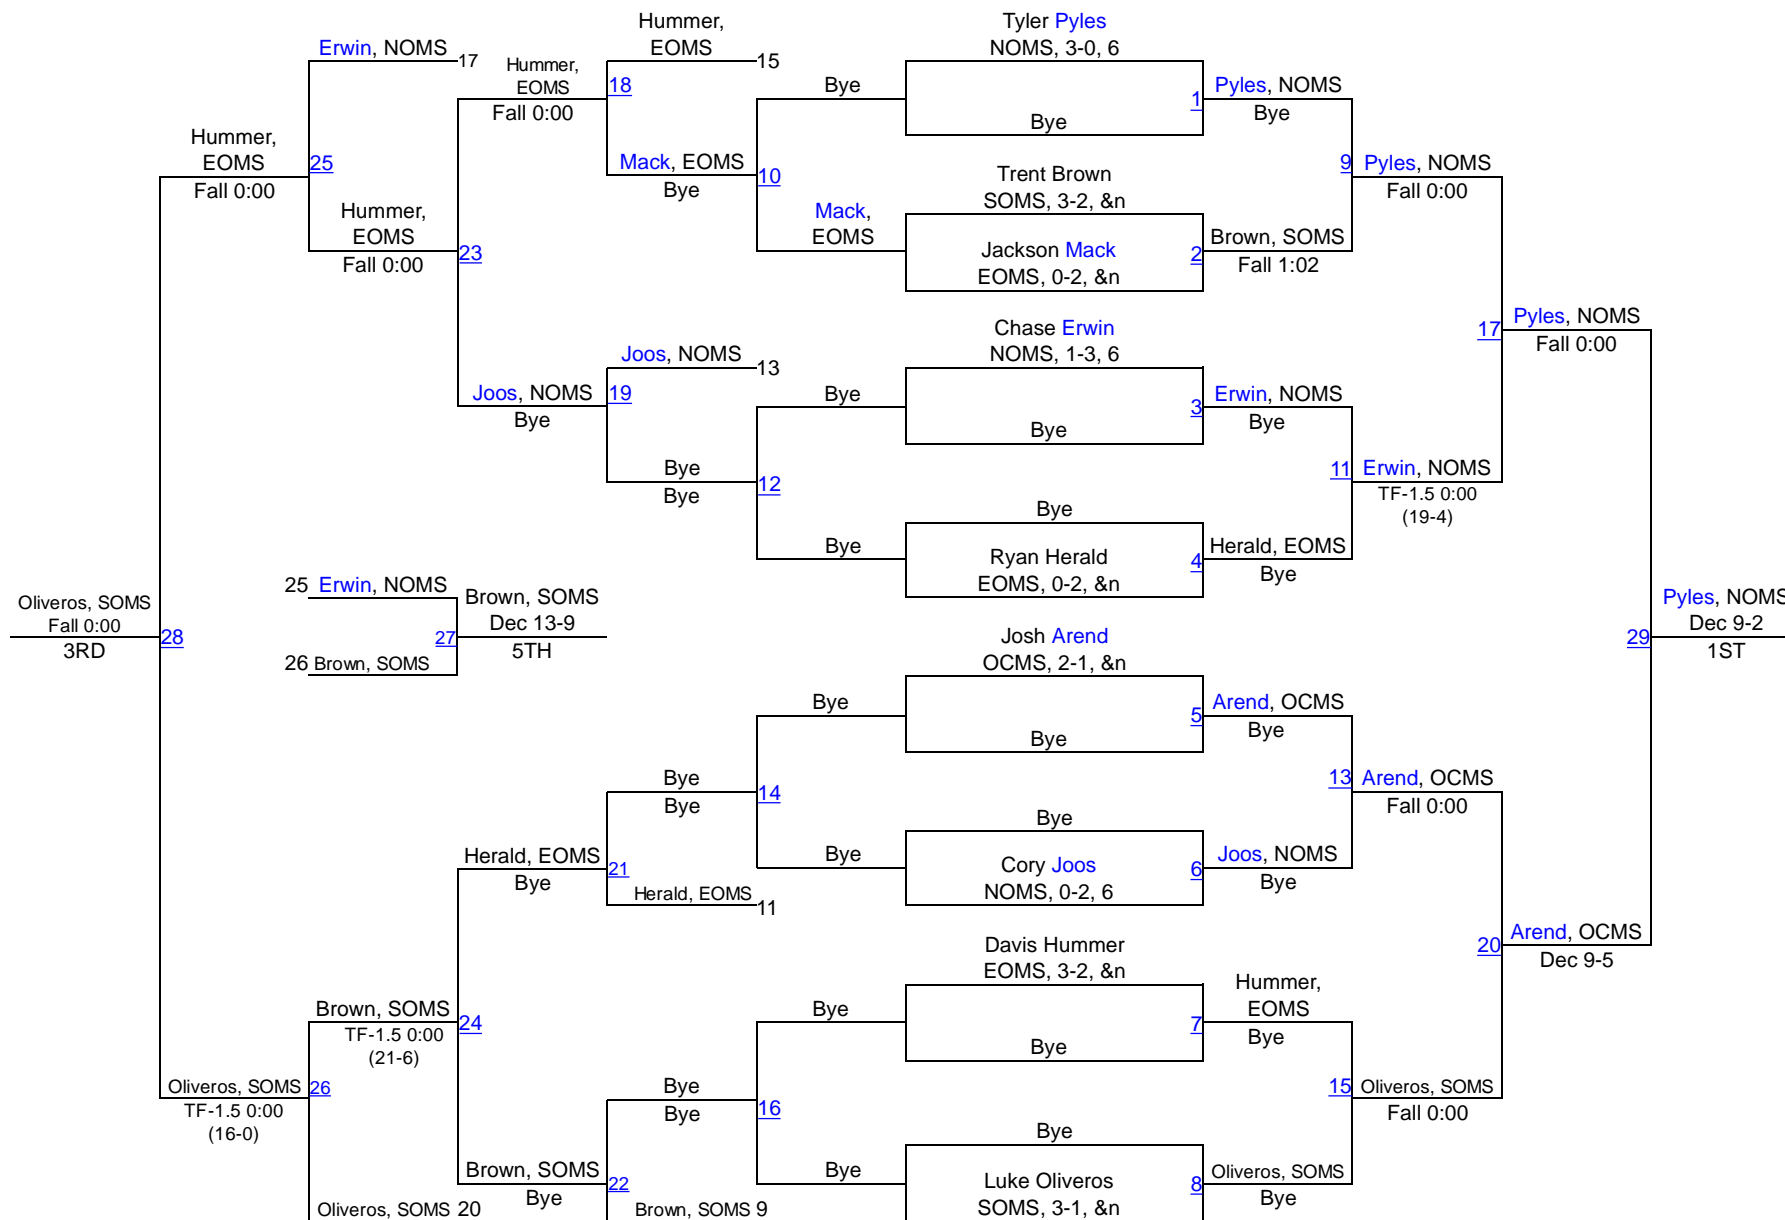 Hummer,
EOMS
15
Tyler Pyles
NOMS, 3-0, 6
Erwin, NOMS
17
Hummer,
EOMS
18
Fall 0:00
Bye
1
Pyles, NOMS
Bye
Bye
Hummer,
EOMS
25
Fall 0:00
Mack, EOMS
10
Bye
Trent Brown
SOMS, 3-2, &n
9
Pyles, NOMS
Fall 0:00
Hummer,
EOMS
23
Fall 0:00
Mack,
EOMS
Jackson Mack
EOMS, 0-2, &n
2
Brown, SOMS
Fall 1:02
Chase Erwin
NOMS, 1-3, 6
17
Pyles, NOMS
Fall 0:00
Joos, NOMS
13
Joos, NOMS
19
Bye
Bye
3
Erwin, NOMS
Bye
Bye
Bye
12
Bye
11
Erwin, NOMS
TF-1.5 0:00
(19-4)
Bye
Bye
Ryan Herald
EOMS, 0-2, &n
4
Herald, EOMS
Bye
Oliveros, SOMS
Fall 0:00
28
3RD
25
Erwin, NOMS
Brown, SOMS
27
Dec 13-9
5TH
26
Brown, SOMS
Pyles, NOMS
29
Dec 9-2
1ST
Josh Arend
OCMS, 2-1, &n
Bye
5
Arend, OCMS
Bye
Bye
Bye
14
Bye
13
Arend, OCMS
Fall 0:00
Bye
Herald, EOMS
21
Bye
Bye
Cory Joos
NOMS, 0-2, 6
6
Joos, NOMS
Bye
Herald, EOMS
11
Davis Hummer
EOMS, 3-2, &n
20
Arend, OCMS
Dec 9-5
Brown, SOMS
24
TF-1.5 0:00
(21-6)
Bye
7
Hummer,
EOMS
Bye
Bye
Oliveros, SOMS
26
TF-1.5 0:00
(16-0)
Bye
16
Bye
15
Oliveros, SOMS
Fall 0:00
Bye
Brown, SOMS
22
Bye
Bye
Luke Oliveros
SOMS, 3-1, &n
8
Oliveros, SOMS
Bye
Oliveros, SOMS 20
Brown, SOMS 9